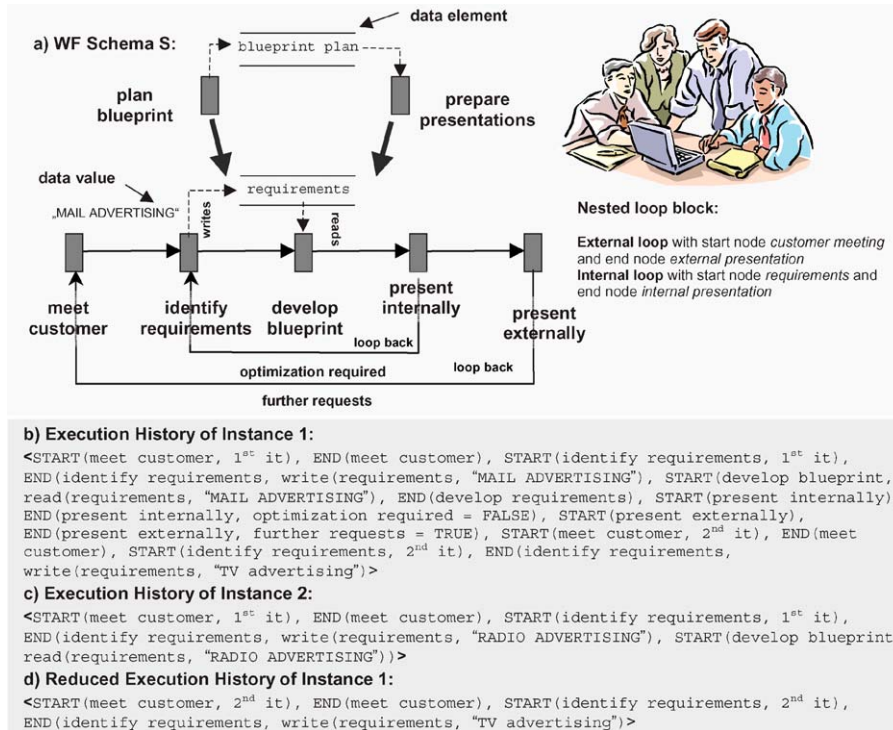 data element
a) WF Schema S:
blueprint plan
plan
blueprint
prepare
presentations
data value
requirements
„MAIL ADVERTISING“
writes
reads
Nested loop block:
External loop with start node customer meeting
and end node external presentation
Internal loop with start node requirements and
end node internal presentation
meet
customer
identify
requirements
develop
blueprint
present
internally
present
externally
loop back
optimization required
loop back
further requests
b) Execution History of Instance 1:
<START(meet customer, 1st it), END(meet customer), START(identify requirements, 1st it),
END(identify requirements, write(requirements, “MAIL ADVERTISING”), START(develop blueprint,
read(requirements, “MAIL ADVERTISING”), END(develop requirements), START(present internally)
END(present internally, optimization required = FALSE), START(present externally),
END(present externally, further requests = TRUE), START(meet customer, 2nd it), END(meet
customer), START(identify requirements, 2nd it), END(identify requirements,
write(requirements, “TV advertising”)>
c) Execution History of Instance 2:
<START(meet customer, 1st it), END(meet customer), START(identify requirements, 1st it),
END(identify requirements, write(requirements, “RADIO ADVERTISING”), START(develop blueprint
read(requirements, “RADIO ADVERTISING”))>
d) Reduced Execution History of Instance 1:
<START(meet customer, 2nd it), END(meet customer), START(identify requirements, 2nd it),
END(identify requirements, write(requirements, “TV advertising”)>